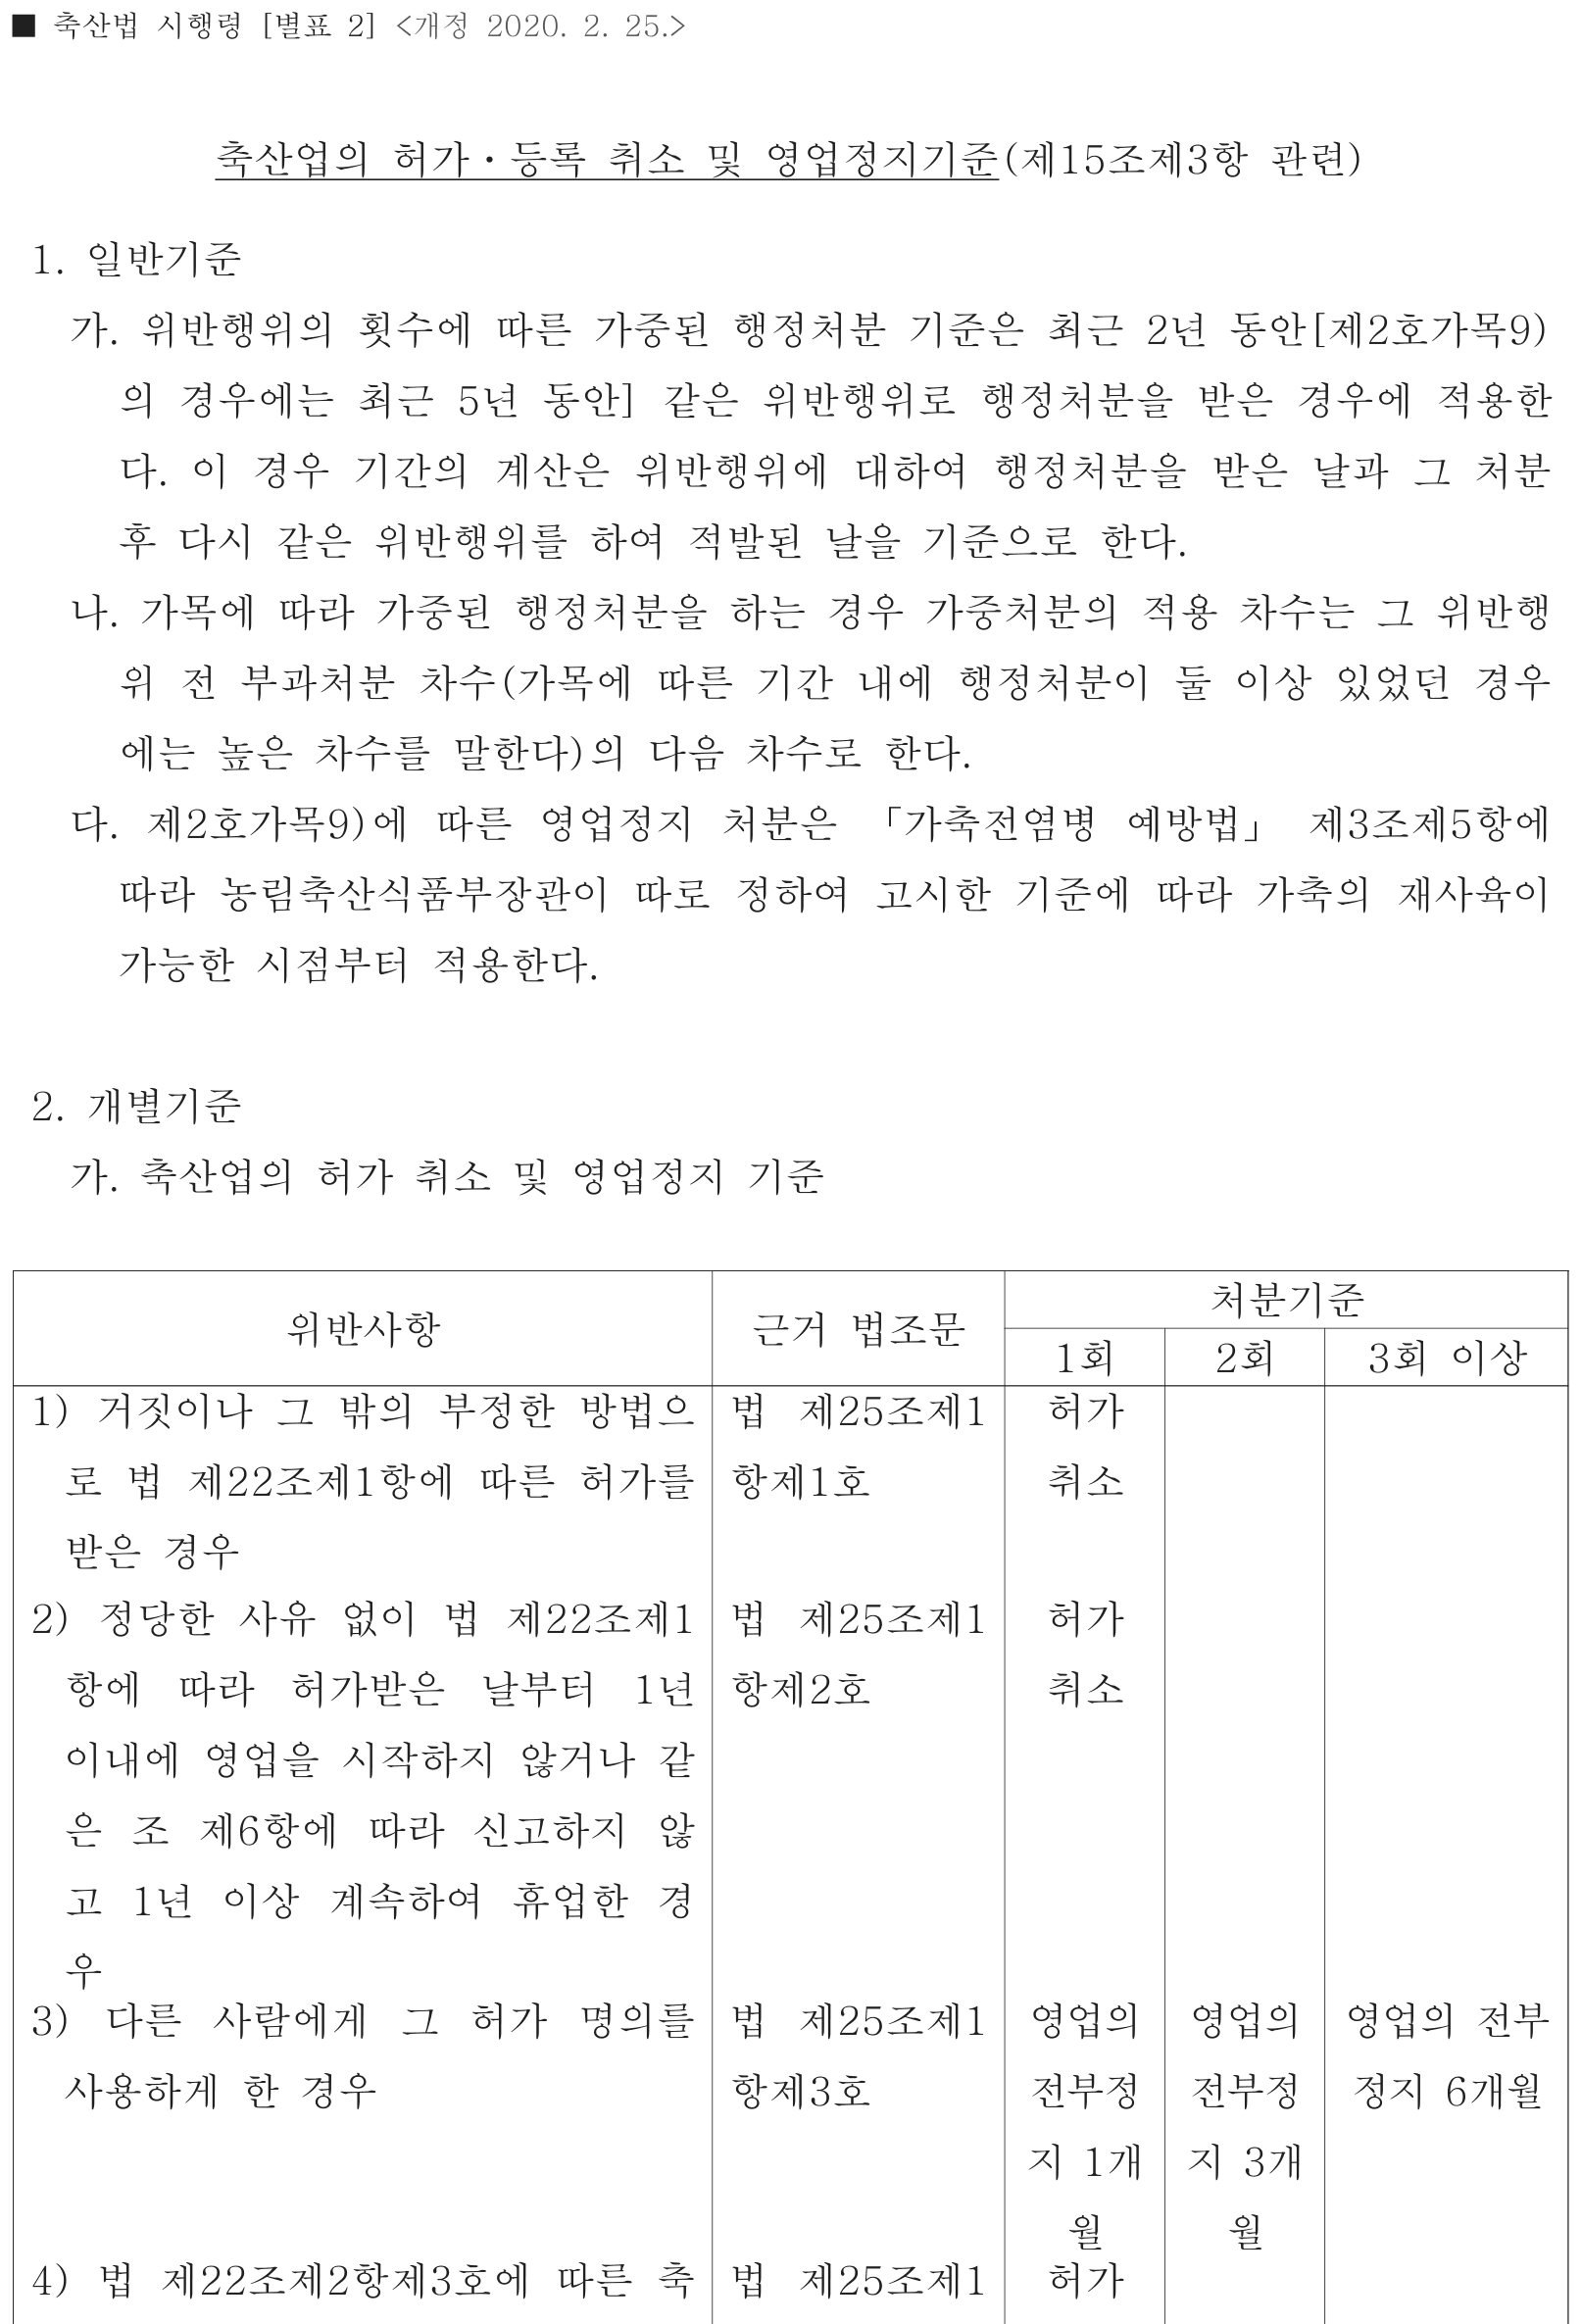 ■ 축산법 시행령 [별표 2] <개정 2020. 2. 25.>
축산업의 허가·등록 취소 및 영업정지기준(제15조제3항 관련)
1. 일반기준
가. 위반행위의 횟수에 따른 가중된 행정처분 기준은 최근 2년 동안[제2호가목9)
의 경우에는 최근 5년 동안] 같은 위반행위로 행정처분을 받은 경우에 적용한
다. 이 경우 기간의 계산은 위반행위에 대하여 행정처분을 받은 날과 그 처분
후 다시 같은 위반행위를 하여 적발된 날을 기준으로 한다.
나. 가목에 따라 가중된 행정처분을 하는 경우 가중처분의 적용 차수는 그 위반행
위 전 부과처분 차수(가목에 따른 기간 내에 행정처분이 둘 이상 있었던 경우
에는 높은 차수를 말한다)의 다음 차수로 한다.
다. 제2호가목9)에 따른 영업정지 처분은 「가축전염병 예방법」 제3조제5항에
따라 농림축산식품부장관이 따로 정하여 고시한 기준에 따라 가축의 재사육이
가능한 시점부터 적용한다.
2. 개별기준
가. 축산업의 허가 취소 및 영업정지 기준
위반사항 근거 법조문 처분기준
1회 2회 3회 이상
1) 거짓이나 그 밖의 부정한 방법으 법 제25조제1 허가
로 법 제22조제1항에 따른 허가를 항제1호 취소
받은 경우
2) 정당한 사유 없이 법 제22조제1 법 제25조제1 허가
항에 따라 허가받은 날부터 1년 항제2호 취소
이내에 영업을 시작하지 않거나 같
은 조 제6항에 따라 신고하지 않
고 1년 이상 계속하여 휴업한 경
우
3) 다른 사람에게 그 허가 명의를 법 제25조제1 영업의 영업의 영업의 전부
사용하게 한 경우 항제3호 전부정 전부정 정지 6개월
지 1개 지 3개
월 월
4) 법 제22조제2항제3호에 따른 축 법 제25조제1 허가